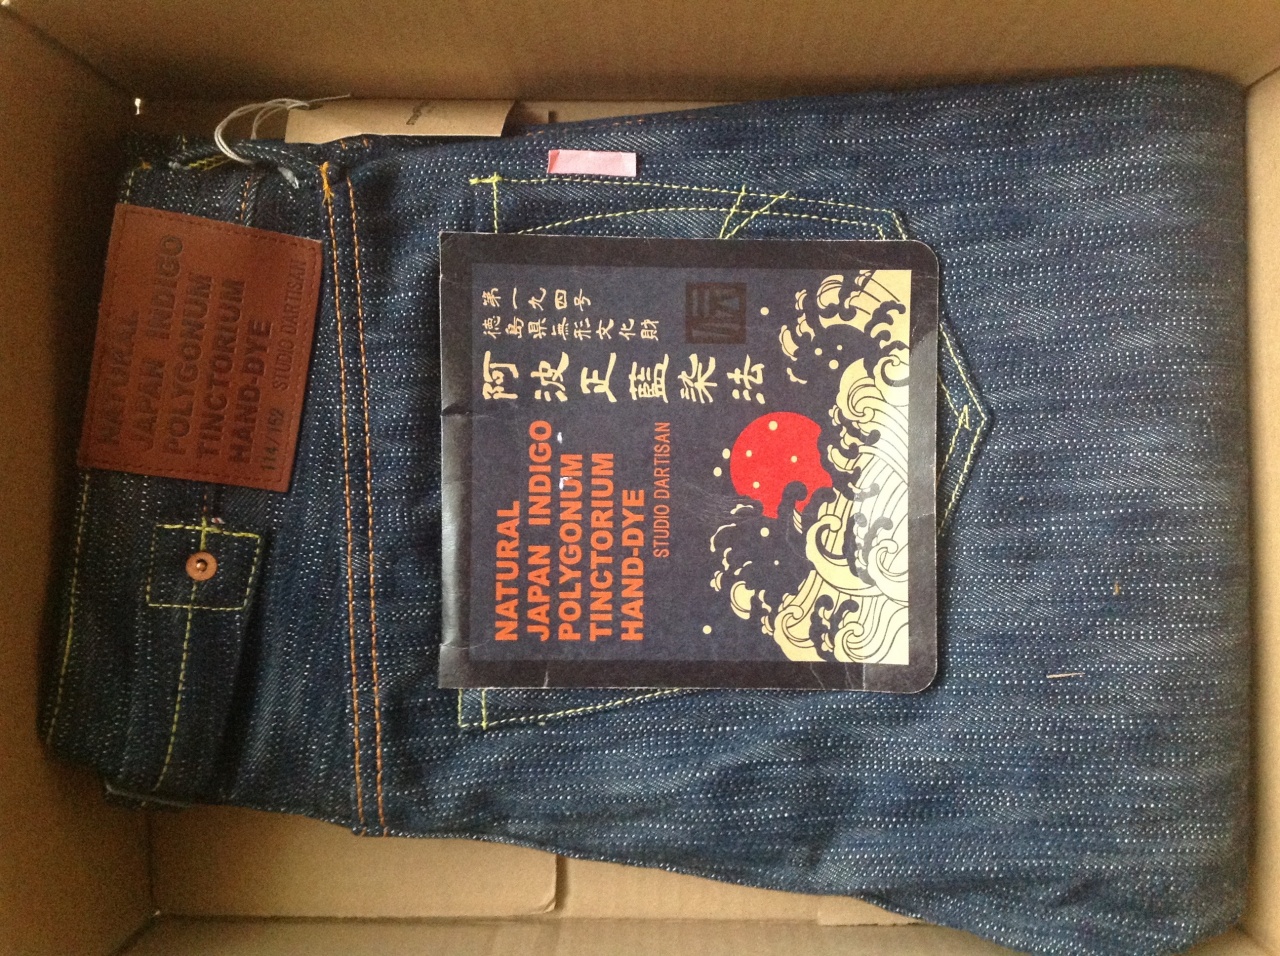 NATURAL
JAPAN INDIGO
POLYGONUM
TINCTORIUM
HAND-DYE
STUDIO DARTISAN
114/152
第一九四号
徳島県無形文化財
阿波正藍染法
NATURAL
JAPAN INDIGO
POLYGONUM
TINCTORIUM
HAND-DYE
STUDIO DARTISAN